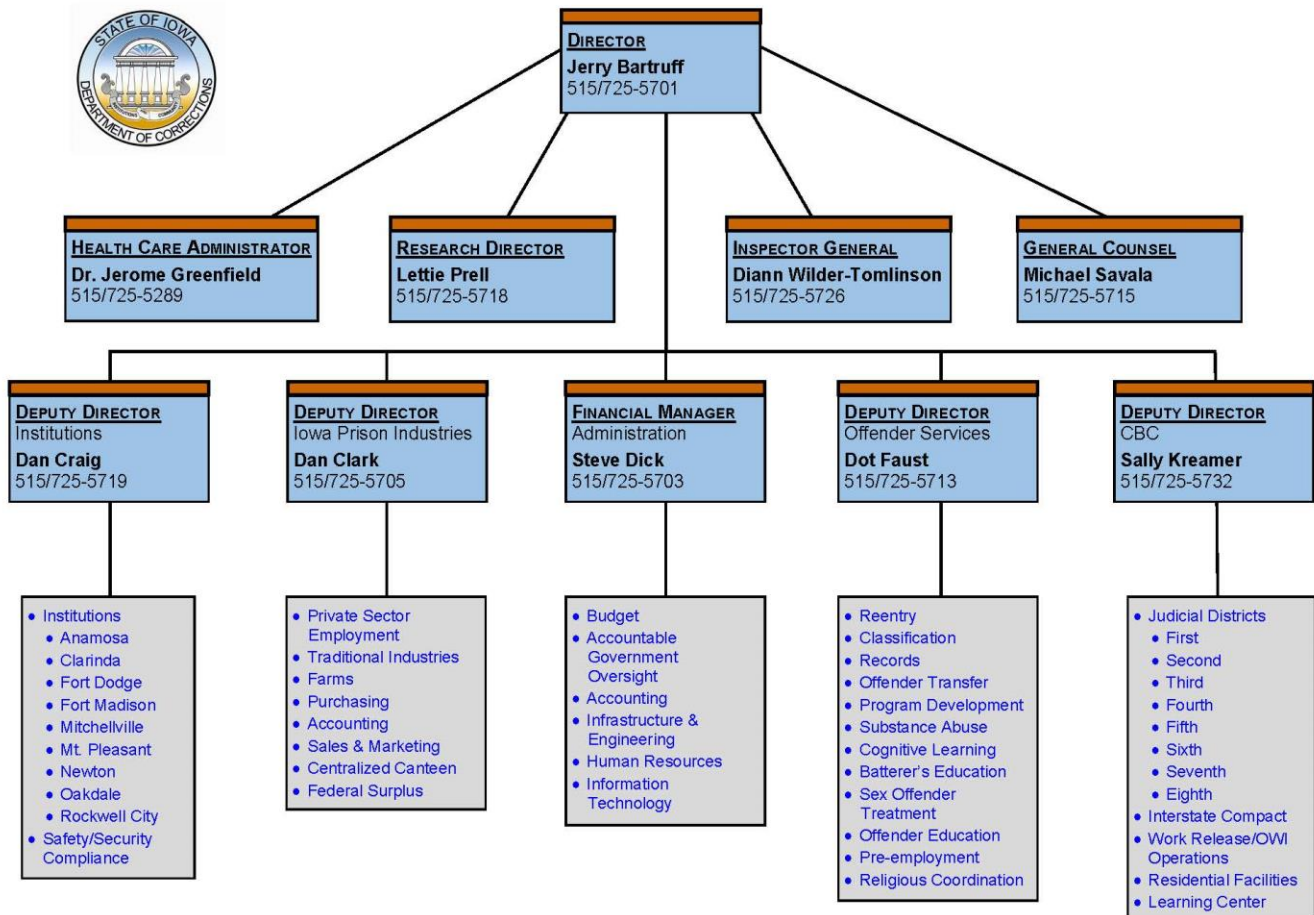 STATE OF IOWA
DEPARTMENT OF CORRECTIONS
DIRECTOR
Jerry Bartruff
515/725-5701
HEALTH CARE ADMINISTRATOR
Dr. Jerome Greenfield
515/725-5289
RESEARCH DIRECTOR
Lettie Prell
515/725-5718
INSPECTOR GENERAL
Diann Wilder-Tomlinson
515/725-5726
GENERAL COUNSEL
Michael Savala
515/725-5715
DEPUTY DIRECTOR
Institutions
Dan Craig
515/725-5719
DEPUTY DIRECTOR
Iowa Prison Industries
Dan Clark
515/725-5705
FINANCIAL MANAGER
Administration
Steve Dick
515/725-5703
DEPUTY DIRECTOR
Offender Services
Dot Faust
515/725-5713
DEPUTY DIRECTOR
CBC
Sally Kreamer
515/725-5732
• Institutions
• Anamosa
• Clarinda
• Fort Dodge
• Fort Madison
• Mitchellville
• Mt. Pleasant
• Newton
• Oakdale
• Rockwell City
• Safety/Security
Compliance
• Private Sector
Employment
• Traditional Industries
• Farms
• Purchasing
• Accounting
• Sales & Marketing
• Centralized Canteen
• Federal Surplus
• Budget
• Accountable
Government
Oversight
• Accounting
• Infrastructure &
Engineering
• Human Resources
• Information
Technology
• Reentry
• Classification
• Records
• Offender Transfer
• Program Development
• Substance Abuse
• Cognitive Learning
• Batterer's Education
• Sex Offender
Treatment
• Offender Education
• Pre-employment
• Religious Coordination
• Judicial Districts
• First
• Second
• Third
• Fourth
• Fifth
• Sixth
• Seventh
• Eighth
• Interstate Compact
• Work Release/OWI
Operations
• Residential Facilities
• Learning Center